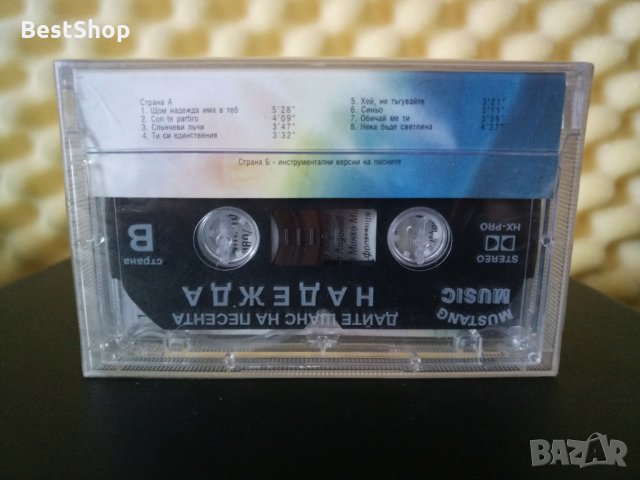 BestShop
Страна А
1. Щом надежда има в теб 5'28"
2. Con te partiro 4'09"
3. Слънчеви лъчи 3'47"
4. Ти си единствения 3'32"
5. Хей, не тъгувайте 3'21"
6. Синьо 3'11"
7. Обичай ме ти 3'58"
8. Нека бъде светлина 4'37"
Страна Б - инструментални версии на песните
MUSTANG
MUSIC
ДАЙТЕ ШАНС НА ПЕСЕНТА
НАДЕЖДА
страна
B
STEREO
HX-PRO
BAZAR